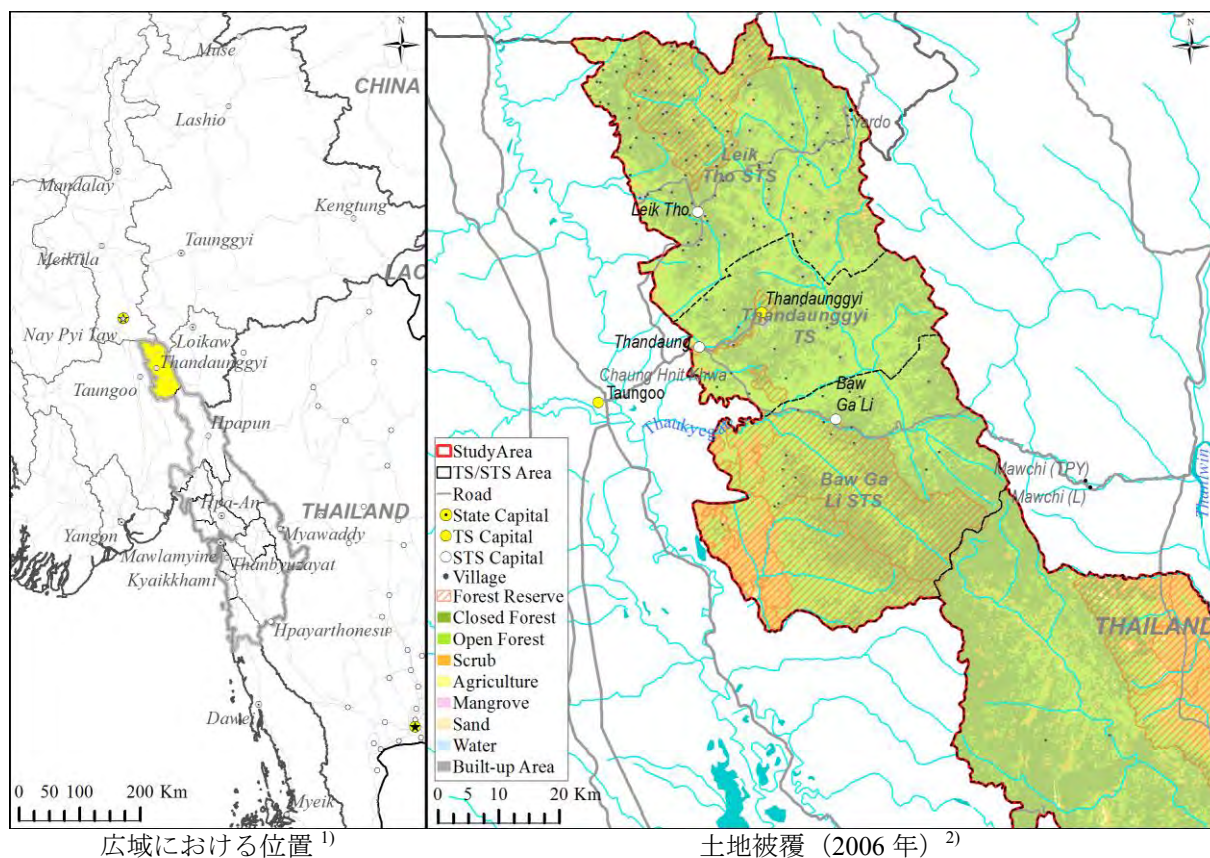 N
Muse
CHINA
Lashio
Mandalay
Kengtung
Meiktila
Taunggyi
LAO
Nay Pyi Taw
Loikaw
Thandaunggyi
Taungoo
Hpapun
THAILAND
Hpa-An
Myawaddy
Yangon
Mawlamyine
Kyaikkhami
Thanbyuzayat
Hpayarthonesu
Dawei
Myeik
0 50 100 200 Km
広域における位置 1)
N
Yardo
Leik
Tho STS
Leik Tho
Thandaunggyi
Thandaunggyi
TS
Thandaung
Chaung Hnit Khwa
Taungoo
Baw
Ga Li
Thaukyegat
Mawchi (TPY)
Mawchi (L)
Thanlwin
Baw Ga
Li STS
THAILAND
StudyArea
TS/STS Area
Road
State Capital
TS Capital
STS Capital
Village
Forest Reserve
Closed Forest
Open Forest
Scrub
Agriculture
Mangrove
Sand
Water
Built-up Area
0 5 10 20 Km
土地被覆（2006 年）2)